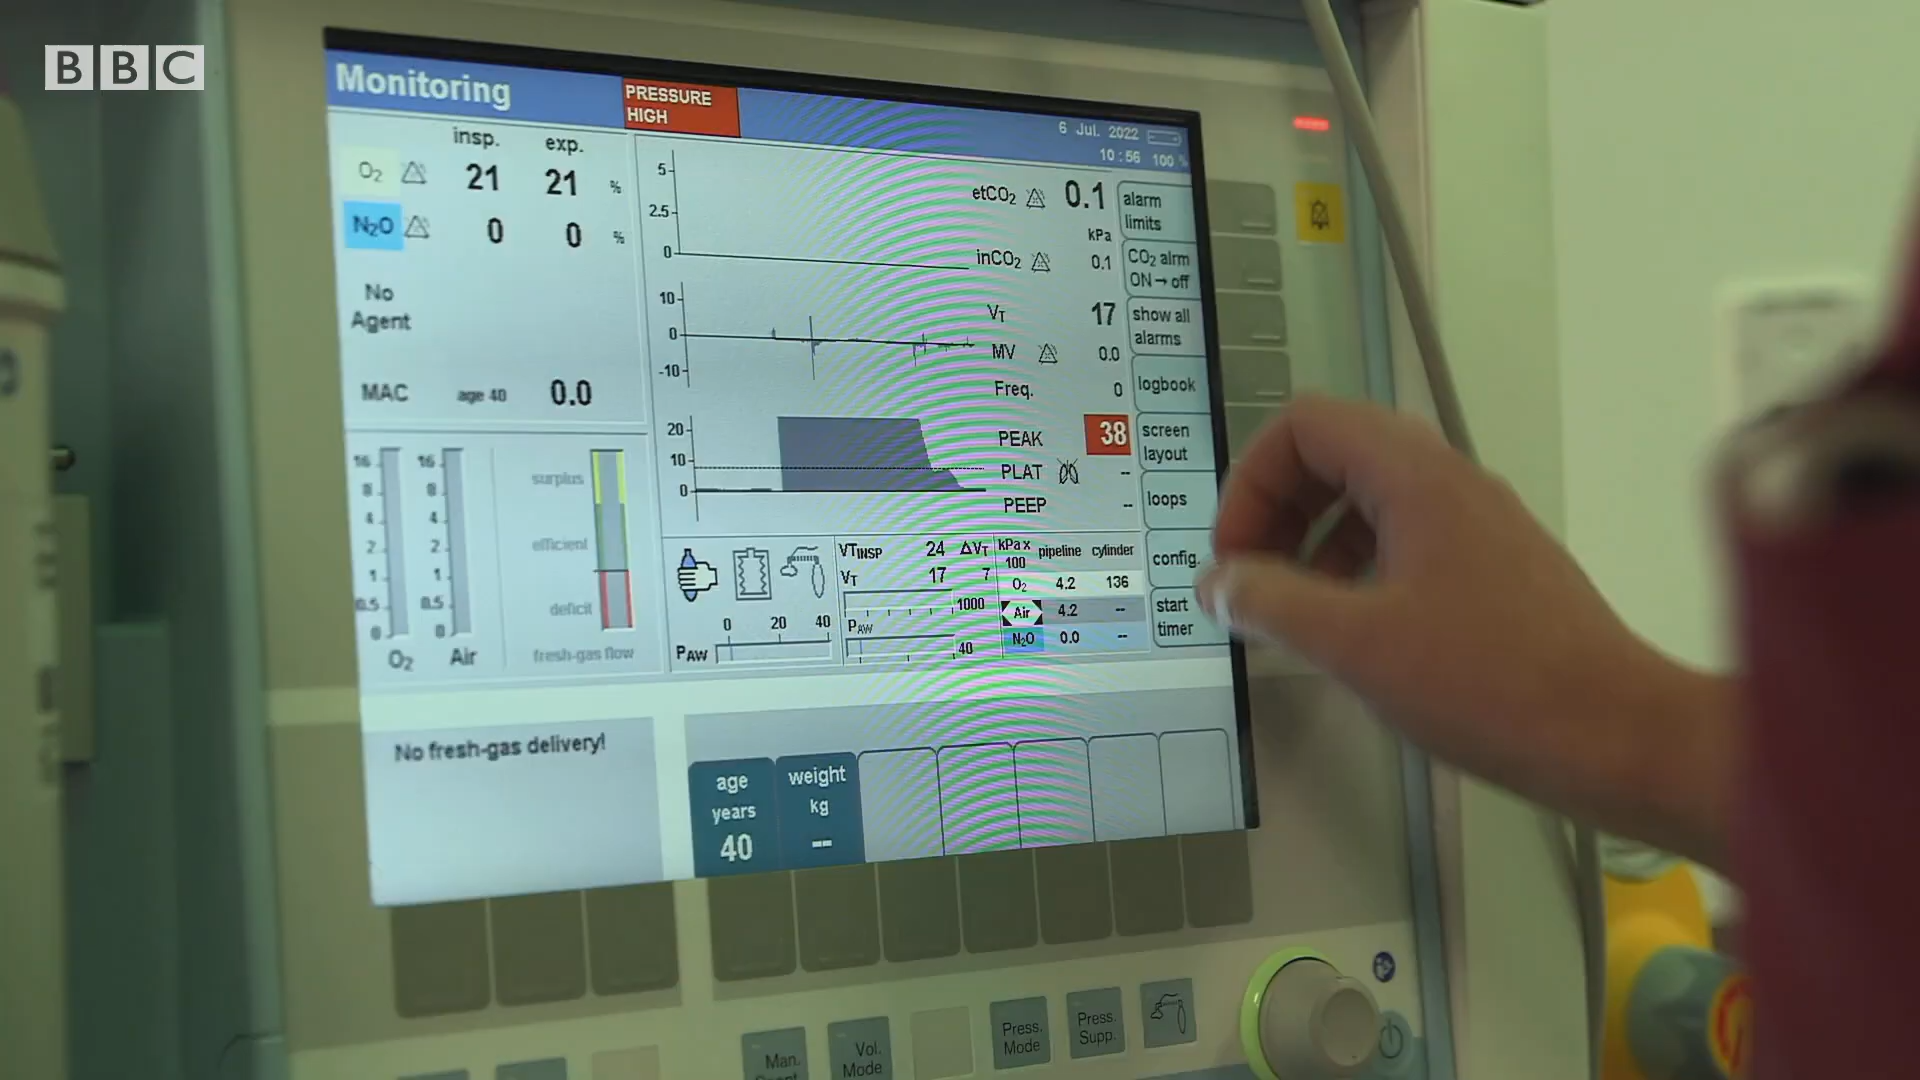 BBC
Monitoring
PRESSURE
HIGH
6 Jul. 2022
10:56 100 %
insp. exp.
O₂ 21 21 %
N₂O 0 0 %
No
Agent
MAC age 40 0.0
16 16
8 8
4 4
2 2
1 1
0.5 0.5
0 0
O₂ Air
surplus
efficient
deficit
fresh-gas flow
5
2.5
0
10
0
-10
20
10
0
etCO₂ 0.1
kPa
inCO₂ 0.1
VT 17
MV 0.0
Freq. 0
PEAK 38
PLAT --
PEEP --
alarm
limits
CO₂ alrm
ON→off
show all
alarms
logbook
screen
layout
loops
config.
start
timer
0 20 40
PAW
VTINSP 24 ΔVT
VT 17 7
1000
PAW
40
kPa x
100 pipeline cylinder
O₂ 4.2 136
Air 4.2 --
N₂O 0.0 --
No fresh-gas delivery!
age
years
40
weight
kg
--
Man.
Vol.
Mode
Press.
Mode
Press.
Supp.